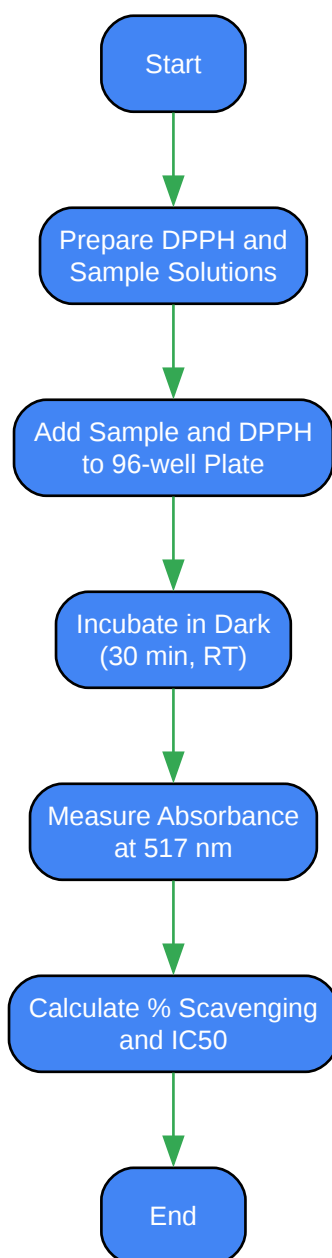 Start
Prepare DPPH and
Sample Solutions
Add Sample and DPPH
to 96-well Plate
Incubate in Dark
(30 min, RT)
Measure Absorbance
at 517 nm
Calculate % Scavenging
and IC50
End